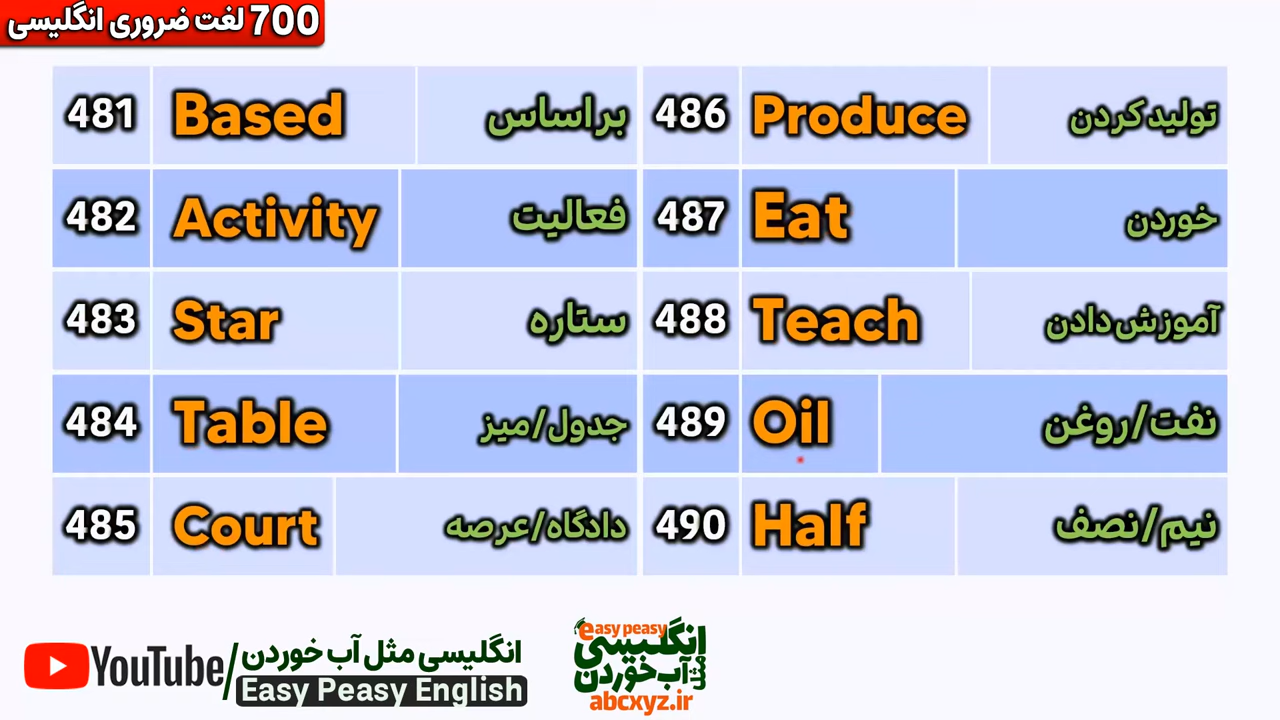 700 لغت ضروری انگلیسی
481 Based براساس
482 Activity فعالیت
483 Star ستاره
484 Table جدول/میز
485 Court دادگاه/عرصه
486 Produce تولید کردن
487 Eat خوردن
488 Teach آموزش دادن
489 Oil نفت/روغن
490 Half نیم/نصف
YouTube/انگلیسی مثل آب خوردن
Easy Peasy English
easy peasy
انگلیسی
مثل آب خوردن
abcxyz.ir